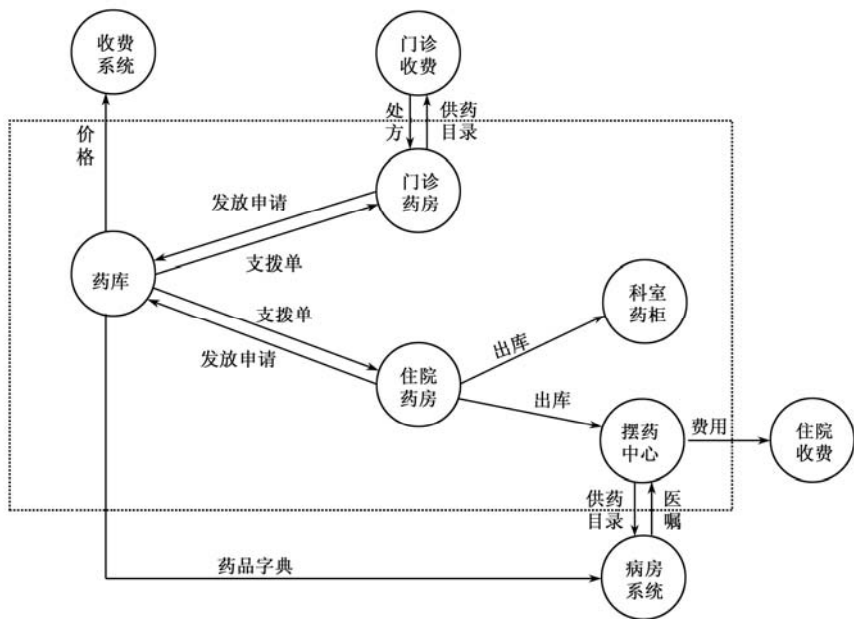 收费
系统
门诊
收费
价
格
处
方
供药
目录
门诊
药房
发放申请
支拨单
药库
支拨单
发放申请
科室
药柜
出库
住院
药房
出库
摆药
中心
费用
住院
收费
供药
目录
医
嘱
药品字典
病房
系统